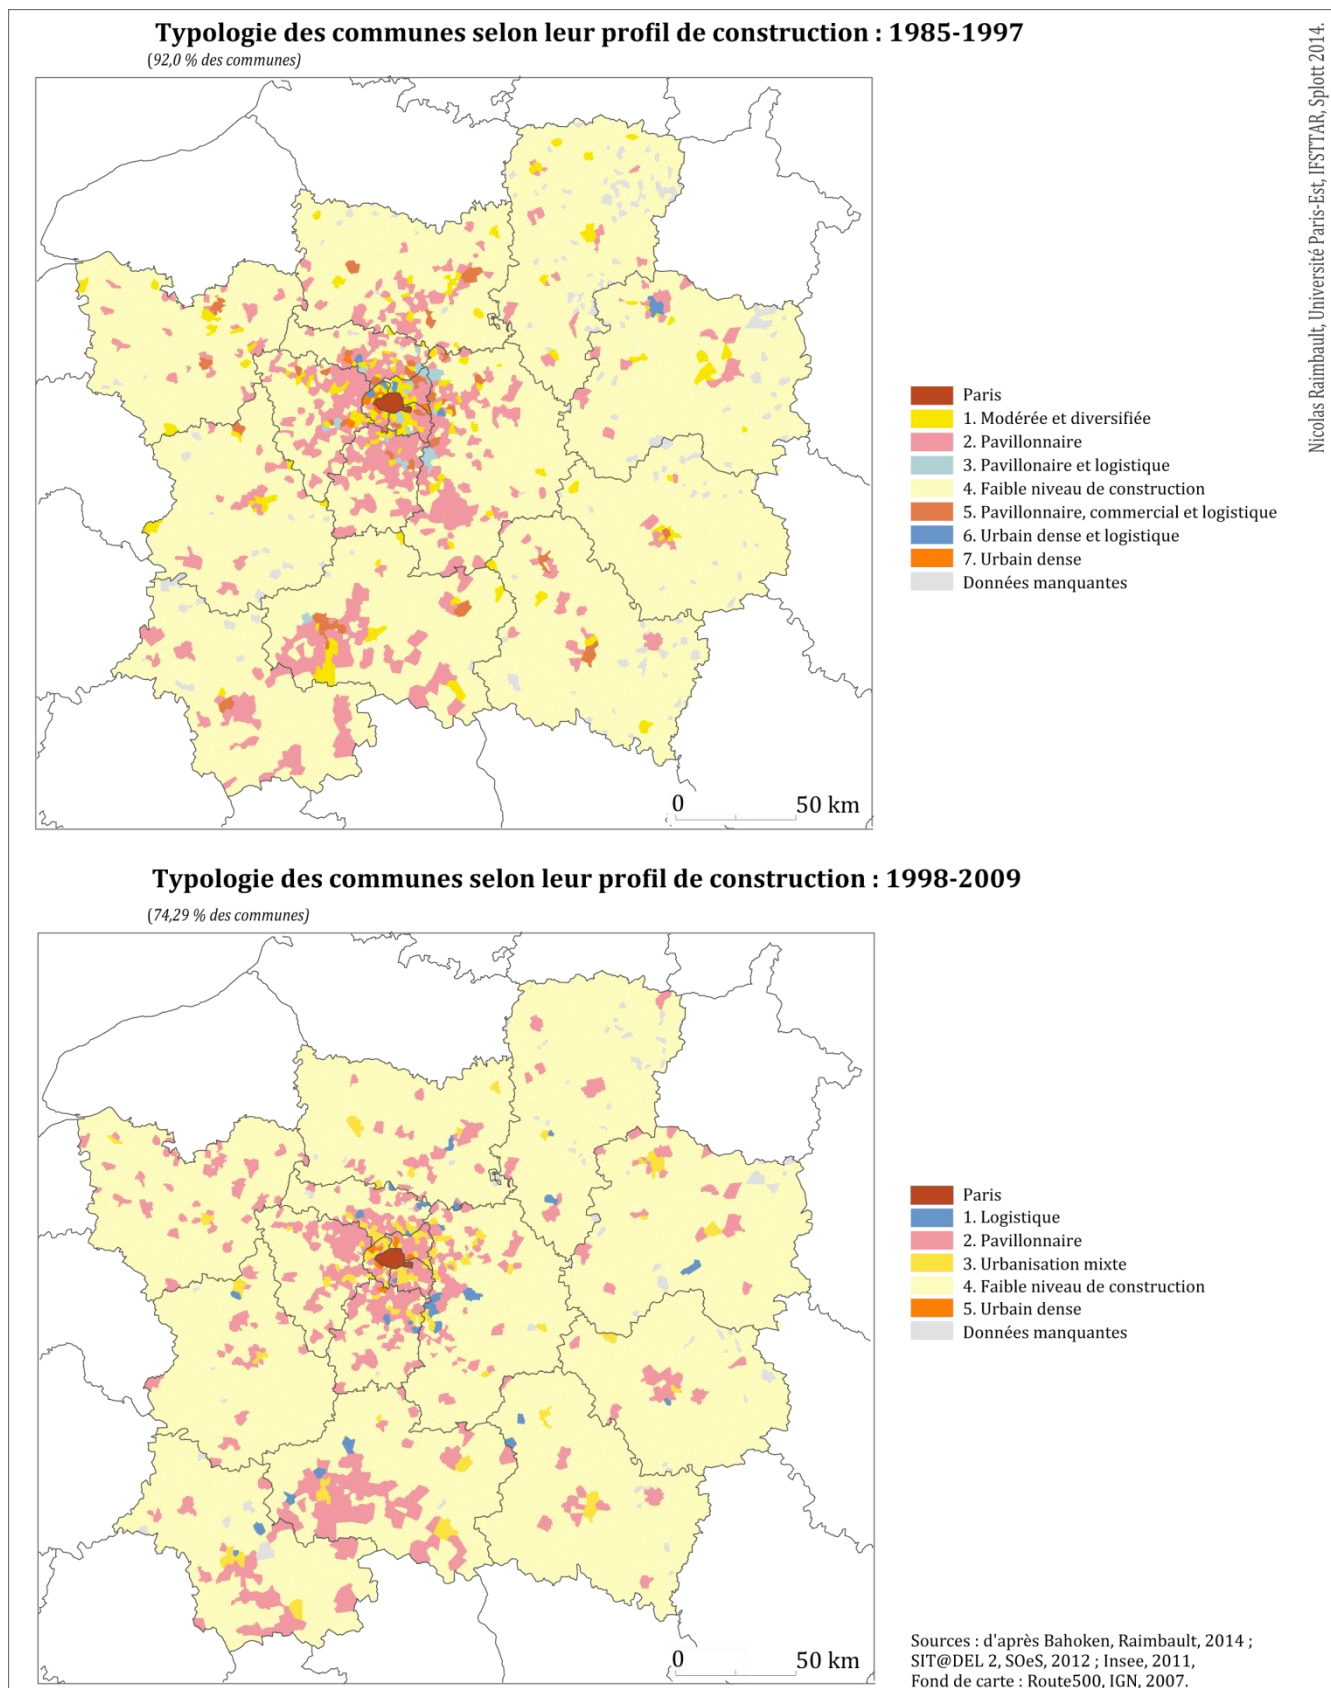 Typologie des communes selon leur profil de construction : 1985-1997
(92,0 % des communes)
Nicolas Raimbault, Université Paris-Est, IFSTTAR, Splott 2014.
Paris
1. Modérée et diversifiée
2. Pavillonnaire
3. Pavillonaire et logistique
4. Faible niveau de construction
5. Pavillonnaire, commercial et logistique
6. Urbain dense et logistique
7. Urbain dense
Données manquantes
0 50 km
Typologie des communes selon leur profil de construction : 1998-2009
(74,29 % des communes)
Paris
1. Logistique
2. Pavillonnaire
3. Urbanisation mixte
4. Faible niveau de construction
5. Urbain dense
Données manquantes
0 50 km
Sources : d'après Bahoken, Raimbault, 2014 ;
SIT@DEL 2, SOeS, 2012 ; Insee, 2011,
Fond de carte : Route500, IGN, 2007.